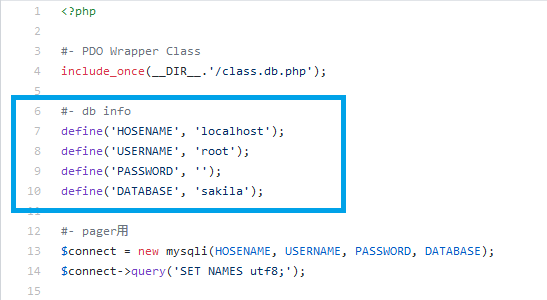 1 <?php
2
3 #- PDO Wrapper Class
4 include_once(__DIR__.'/class.db.php');
5
6 #- db info
7 define('HOSENAME', 'localhost');
8 define('USERNAME', 'root');
9 define('PASSWORD', '');
10 define('DATABASE', 'sakila');
11
12 #- pager用
13 $connect = new mysqli(HOSENAME, USERNAME, PASSWORD, DATABASE);
14 $connect->query('SET NAMES utf8;');
15